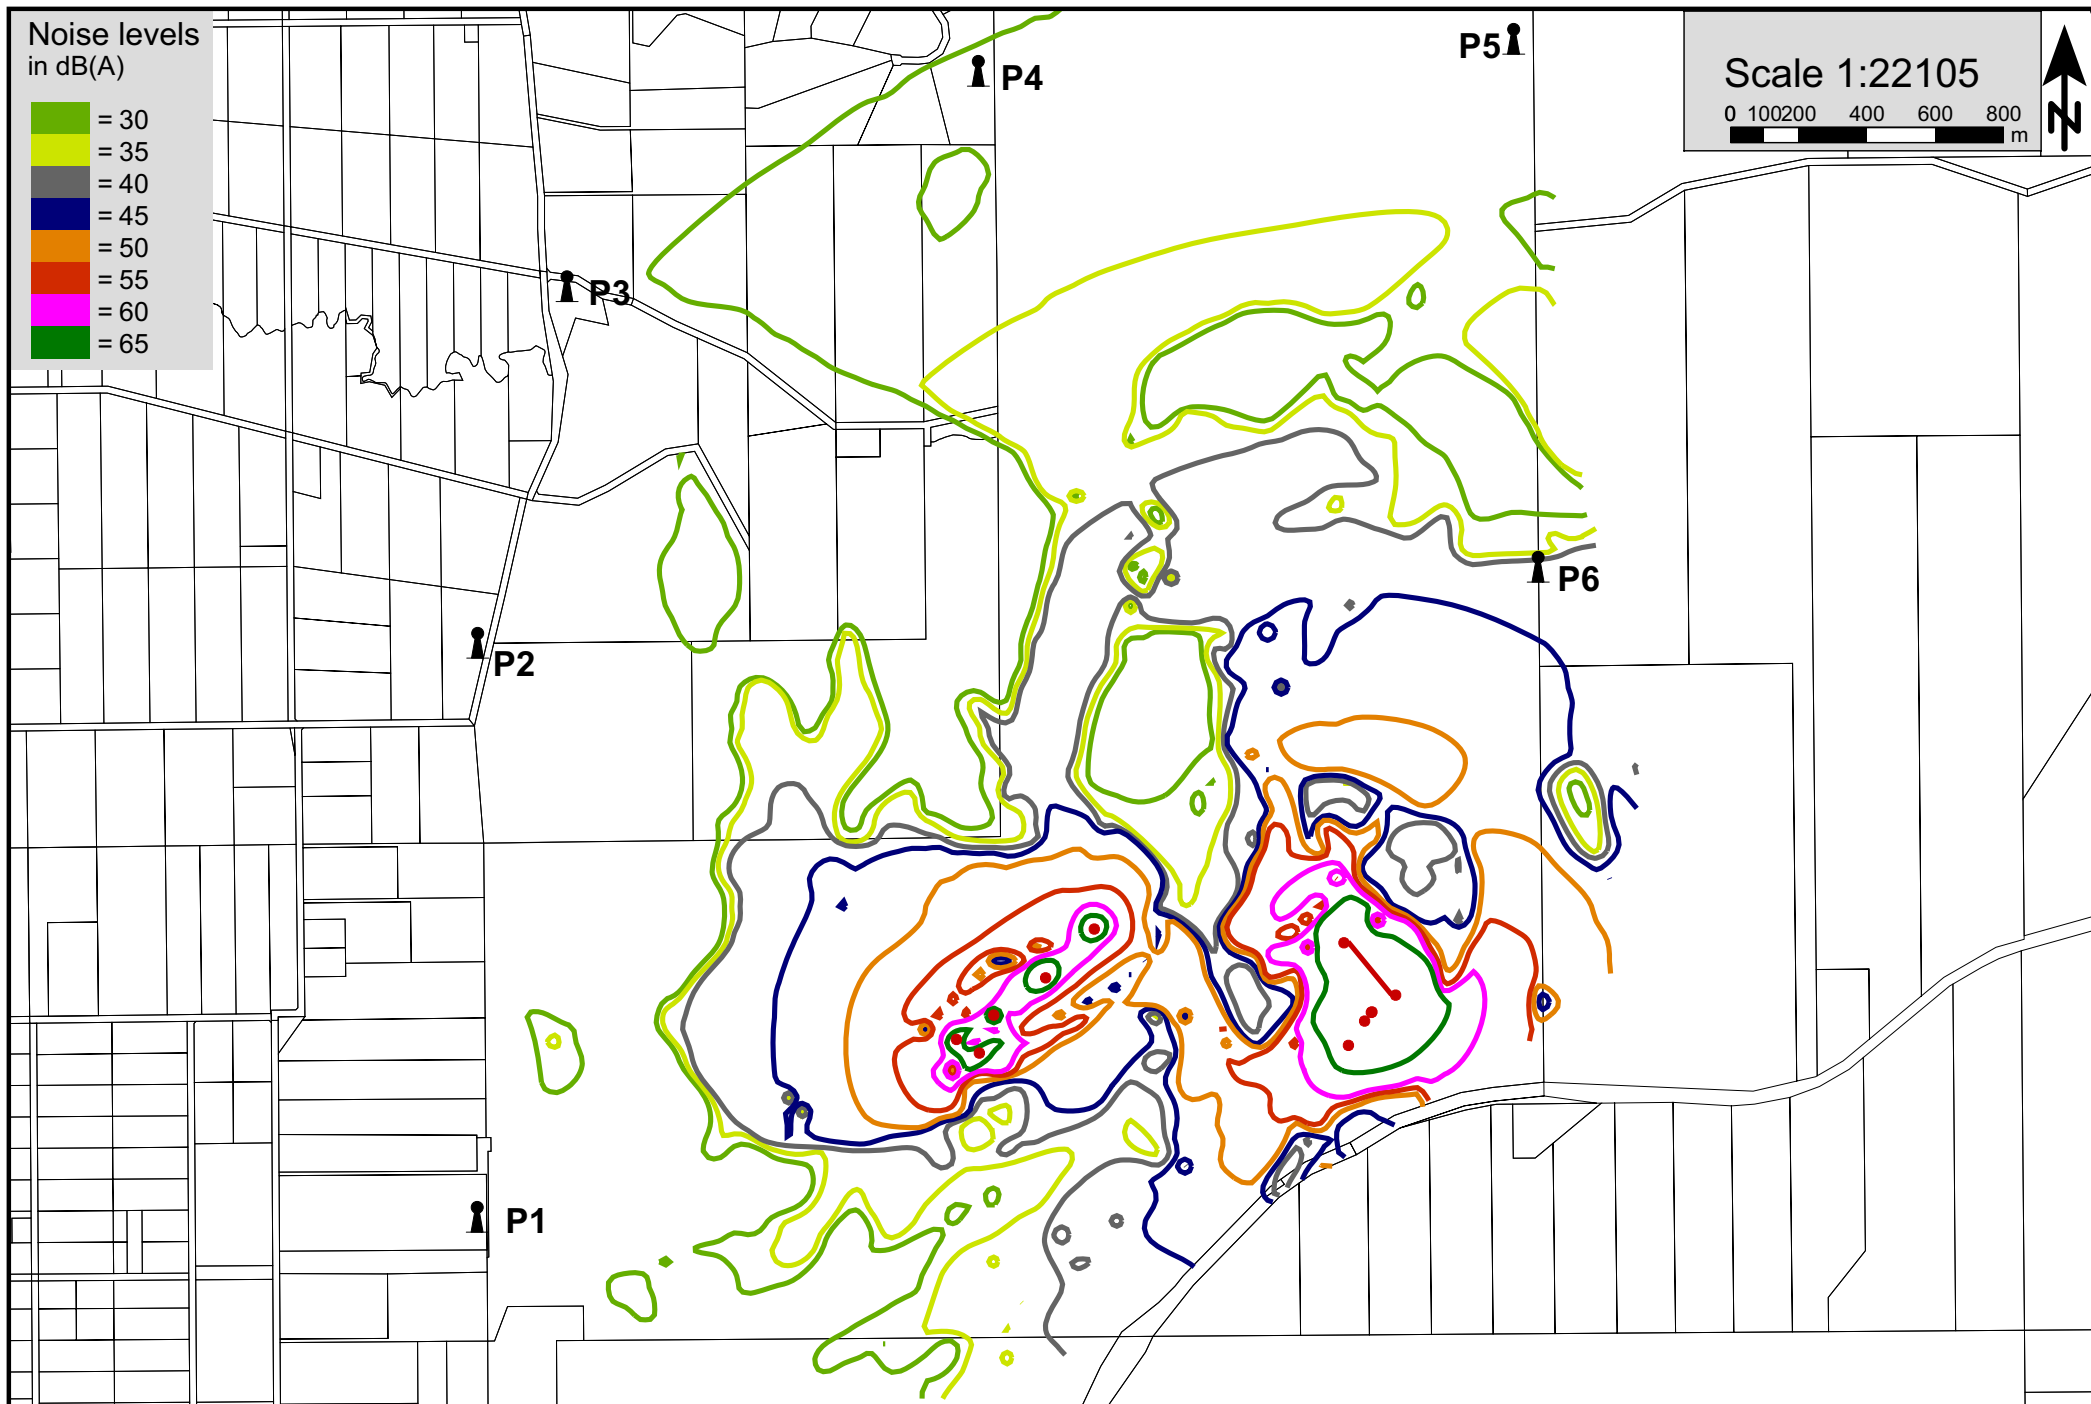 Noise levels
in dB(A)
= 30
= 35
= 40
= 45
= 50
= 55
= 60
= 65
P4
P5
Scale 1:22105
0 100200 400 600 800
m
N
P3
P6
P2
P1